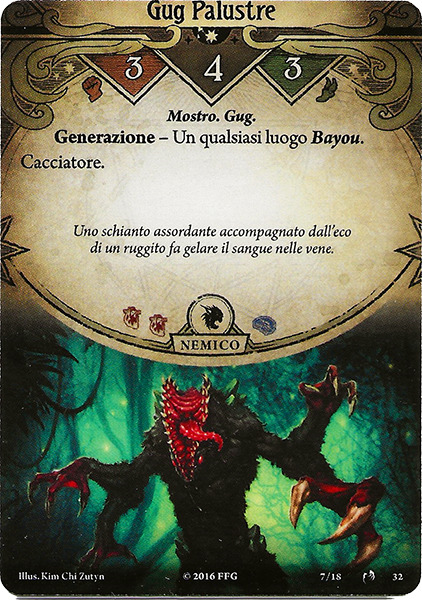 Gug Palustre
3 4 3
Mostro. Gug.
Generazione – Un qualsiasi luogo Bayou.
Cacciatore.
Uno schianto assordante accompagnato dall'eco
di un ruggito fa gelare il sangue nelle vene.
NEMICO
Illus. Kim Chi Zutyn © 2016 FFG 7/18 32